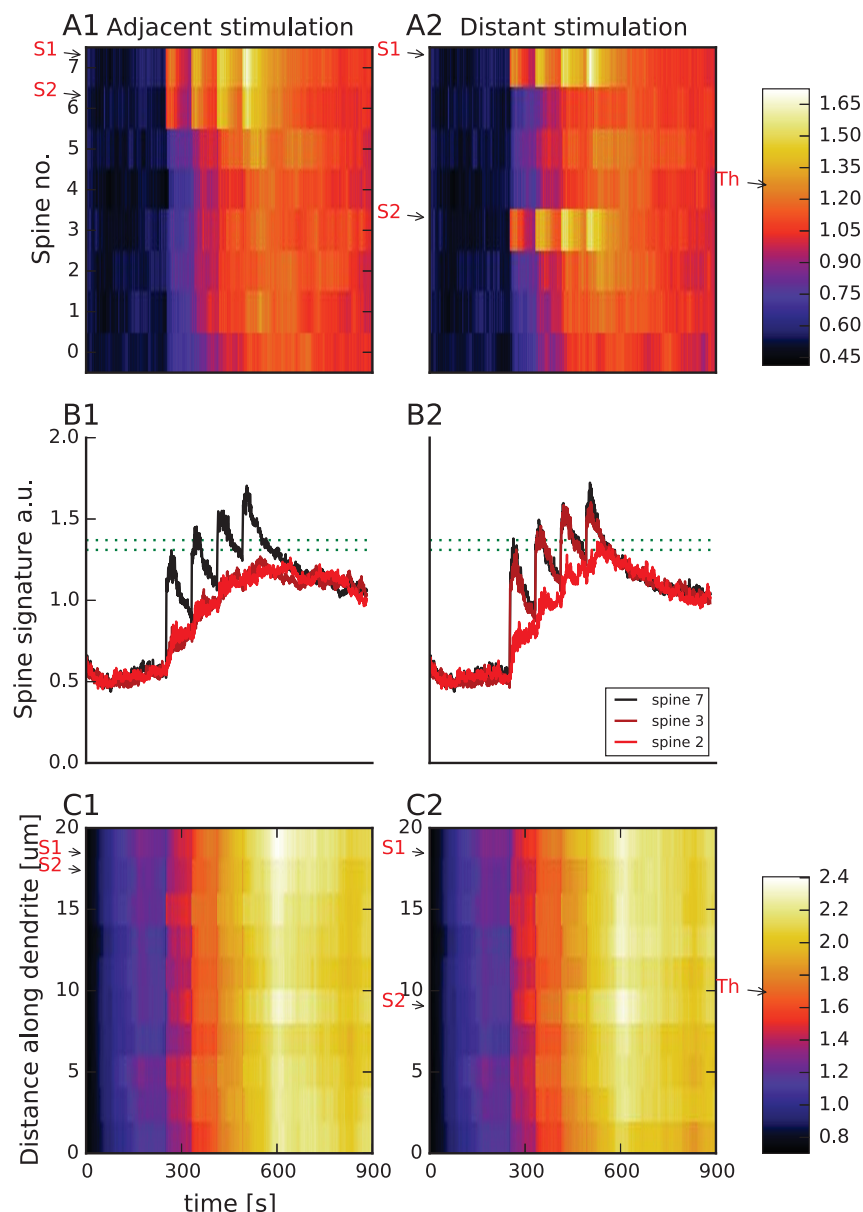 A1 Adjacent stimulation
A2 Distant stimulation
S1
S2
7
6
5
4
3
2
1
0
Spine no.
S1
S2
Th
1.65
1.50
1.35
1.20
1.05
0.90
0.75
0.60
0.45
B1
B2
2.0
1.5
1.0
0.5
0.0
Spine signature a.u.
spine 7
spine 3
spine 2
C1
C2
20
15
10
5
0
S1
S2
Distance along dendrite [um]
0
300
600
900
time [s]
20
15
10
5
0
S1
S2
0
300
600
900
Th
2.4
2.2
2.0
1.8
1.6
1.4
1.2
1.0
0.8